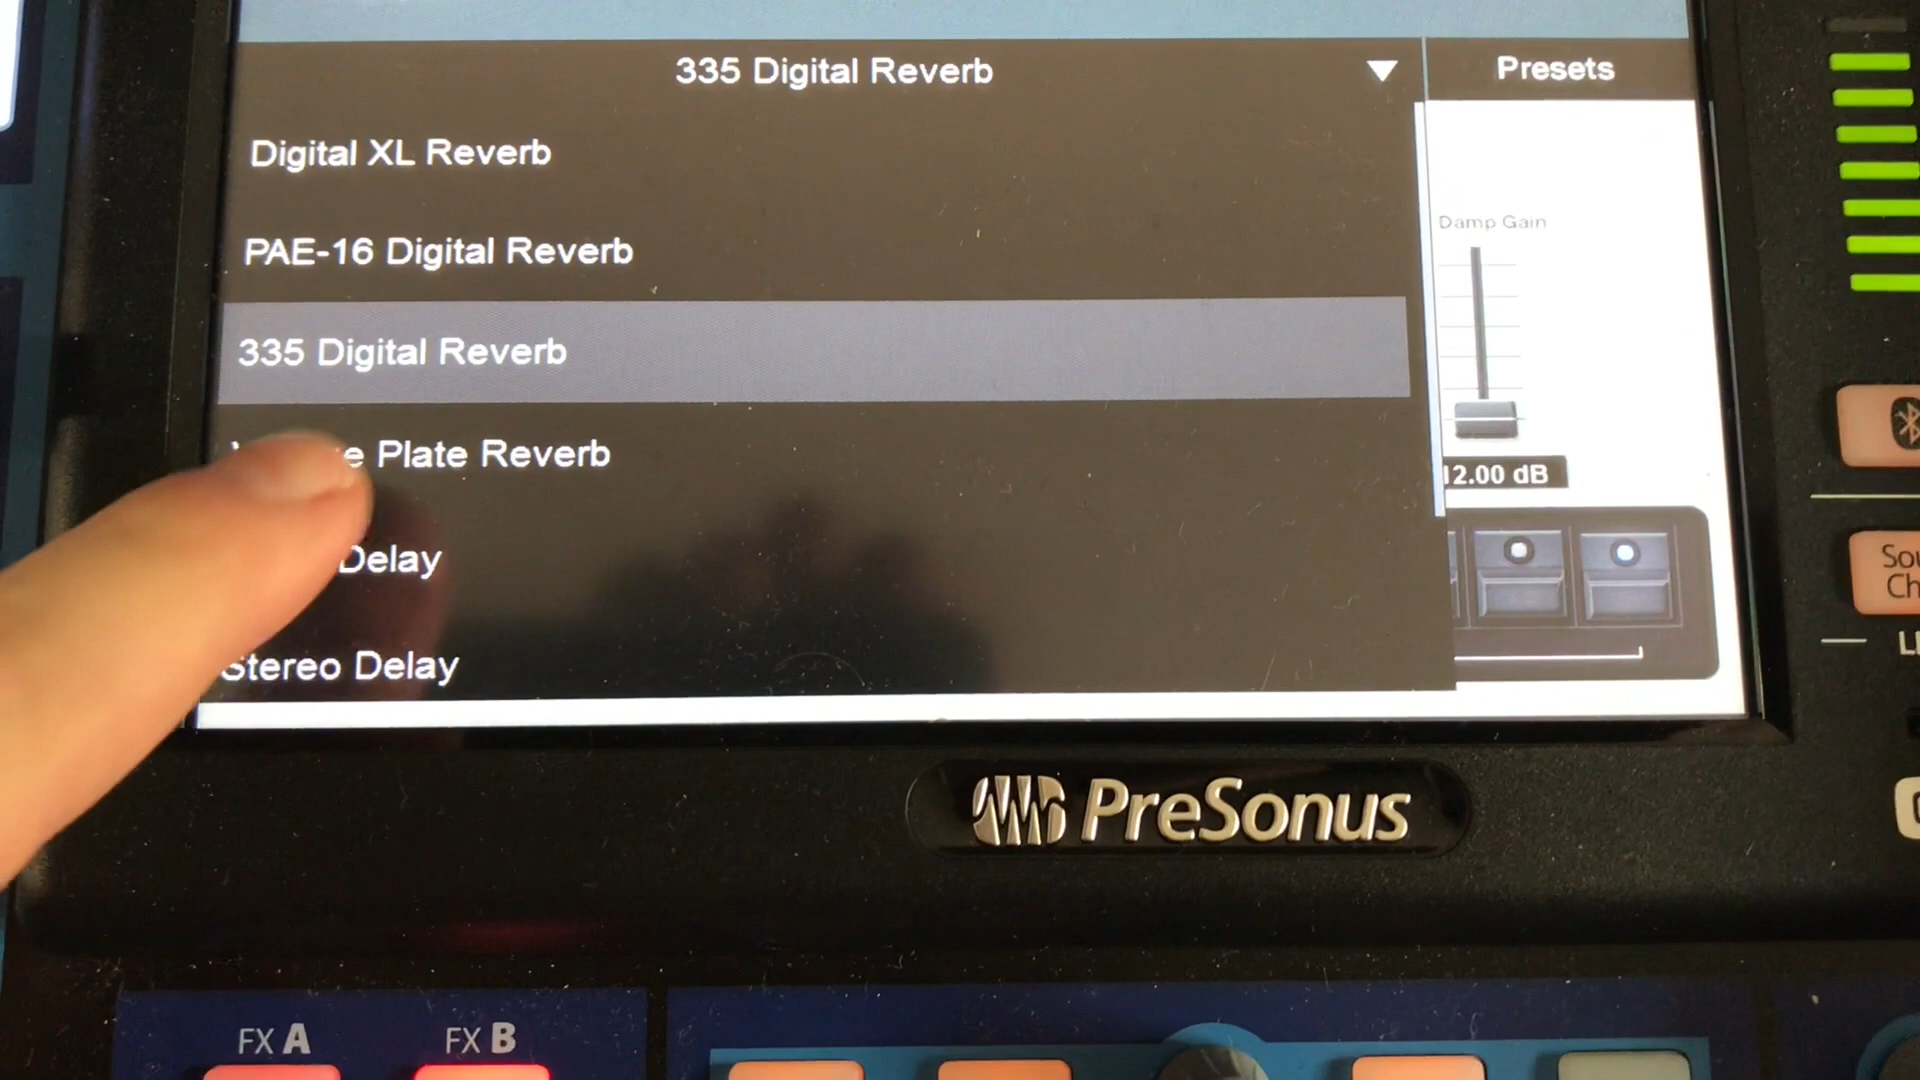 335 Digital Reverb
Presets
Digital XL Reverb
PAE-16 Digital Reverb
Damp Gain
335 Digital Reverb
Plate Reverb
12.00 dB
Delay
Stereo Delay
PreSonus
FX A
FX B